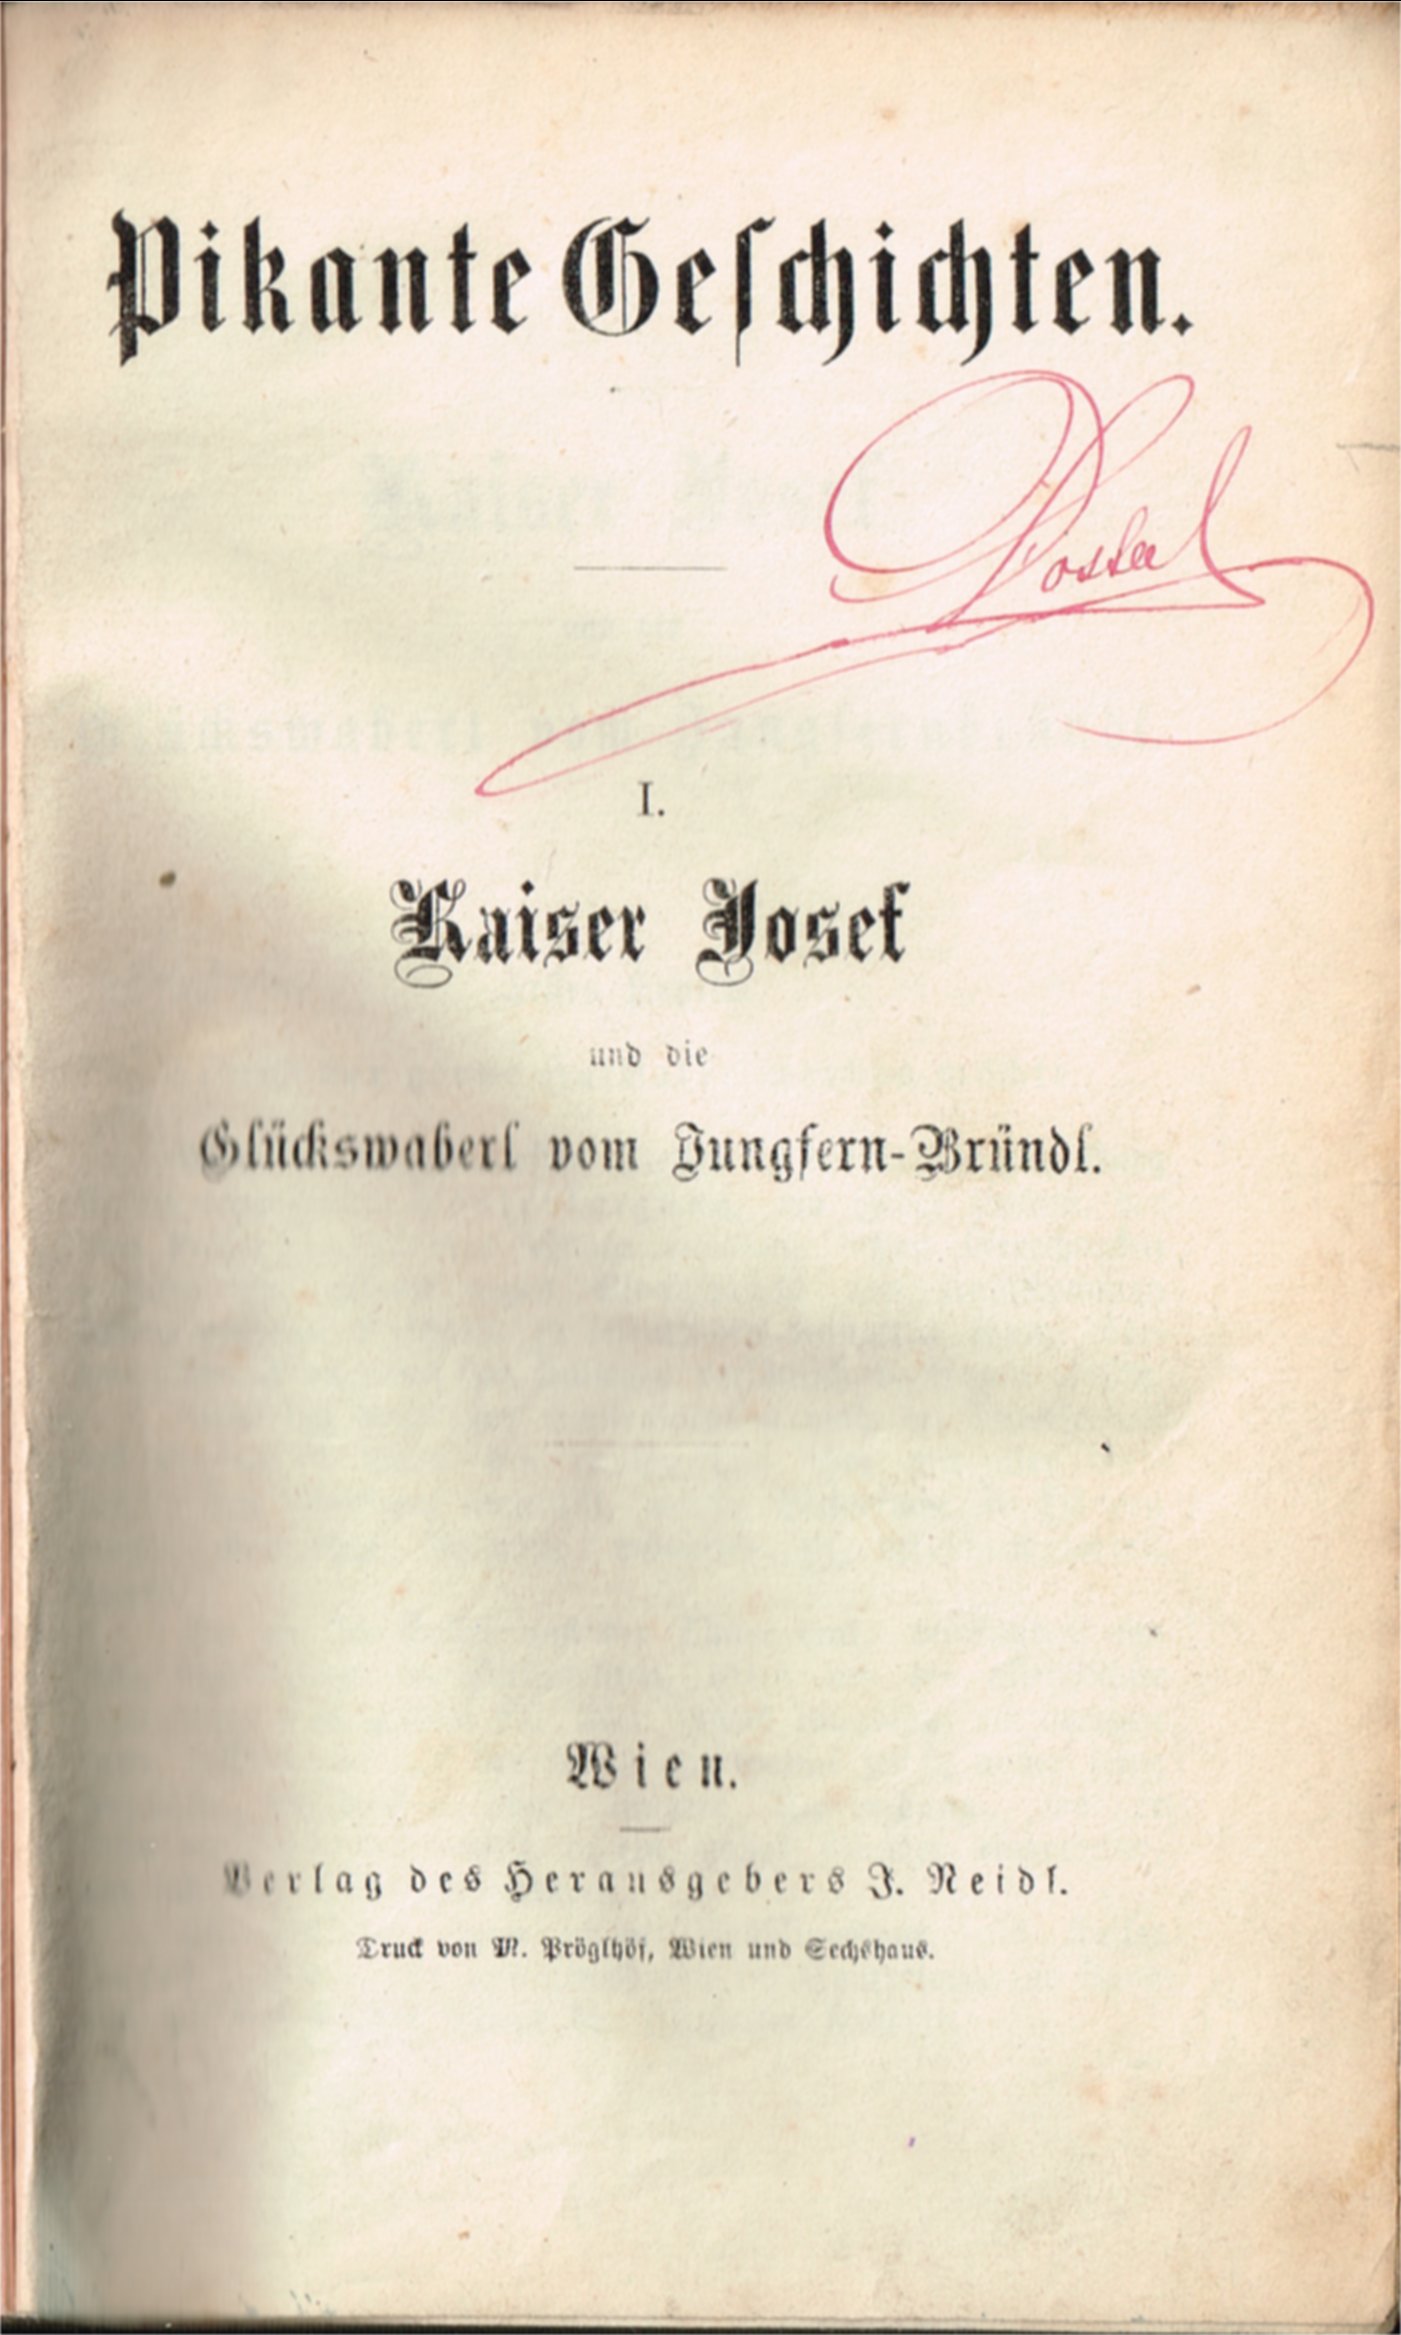 Pikante Geschichten.
I.
Kaiser Josef
und die
Glückswaberl vom Jungfern-Bründl.
Wien.
Verlag des Herausgebers J. Neidl.
Druck von M. Pröglhöf, Wien und Sechshaus.